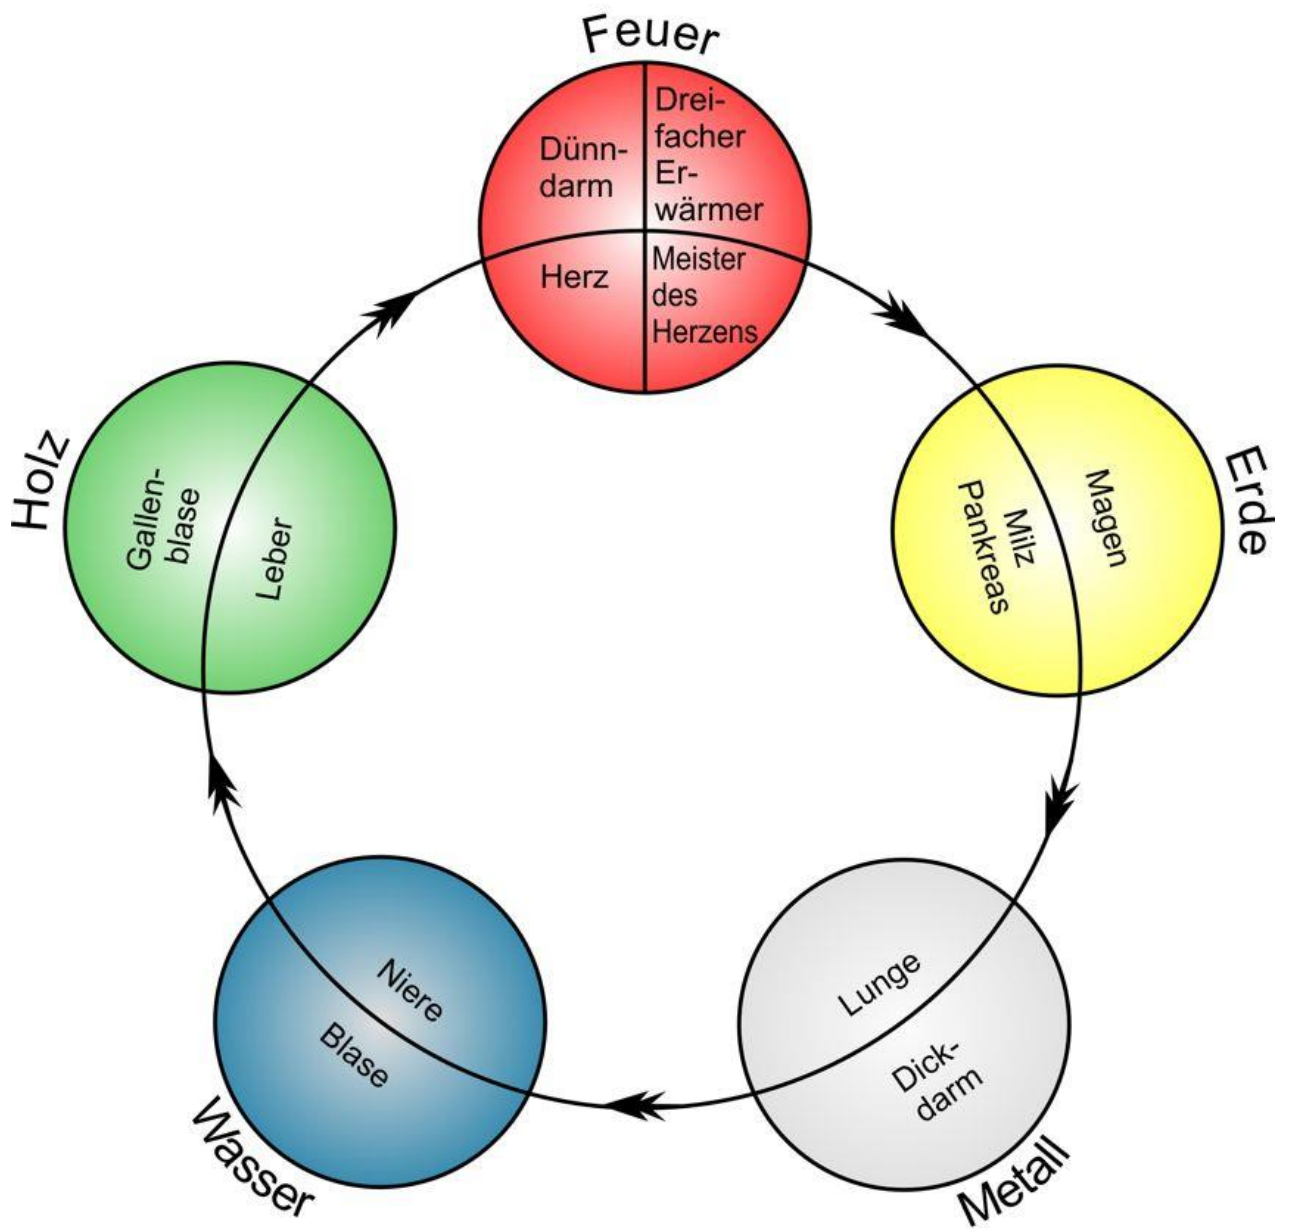 Feuer
Dünn-
darm
Drei-
facher
Er-
wärmer
Herz
Meister
des
Herzens
Erde
Magen
Milz
Pankreas
Metall
Lunge
Dick-
darm
Wasser
Niere
Blase
Holz
Gallen-
blase
Leber